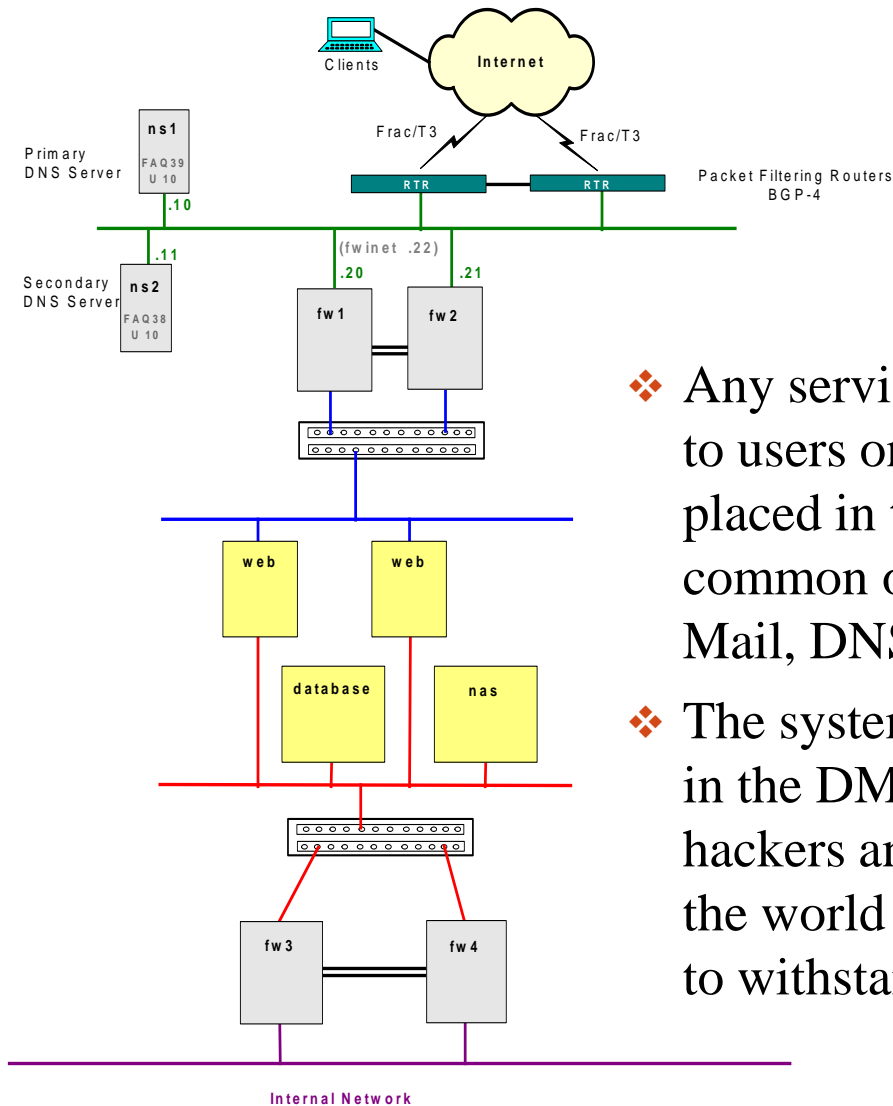 Clients
Internet
Frac/T3
Frac/T3
ns1
FAQ39
U 10
Primary
DNS Server
RTR
RTR
Packet Filtering Routers
BGP-4
.10
.11
(fwinet .22)
.20
.21
Secondary
DNS Server
ns2
FAQ38
U 10
fw1
fw2
web
web
database
nas
fw3
fw4
Internal Network
Any servi
to users o
placed in
common
Mail, DN
The system
in the DM
hackers a
the world
to withsta